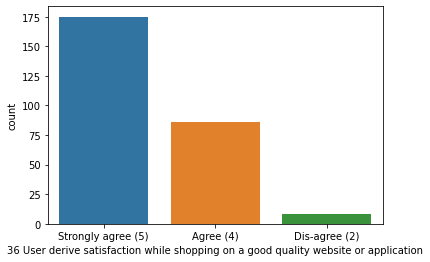 175
150
125
100
75
50
25
0
count
Strongly agree (5) Agree (4) Dis-agree (2)
36 User derive satisfaction while shopping on a good quality website or application